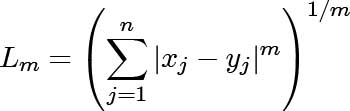 L_m = \left( \sum_{j=1}^{n} |x_j - y_j|^m \right)^{1/m}